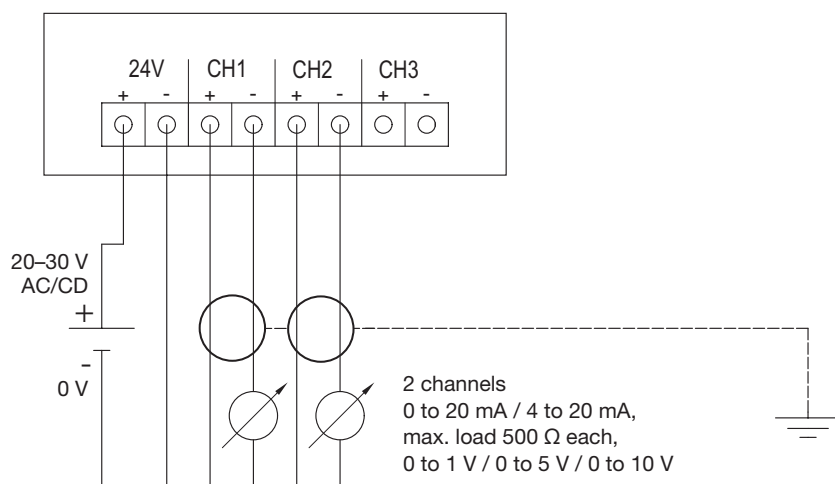 24V CH1 CH2 CH3
+ - + - + - + -
20–30 V
AC/CD
+
-
0 V
2 channels
0 to 20 mA / 4 to 20 mA,
max. load 500 Ω each,
0 to 1 V / 0 to 5 V / 0 to 10 V